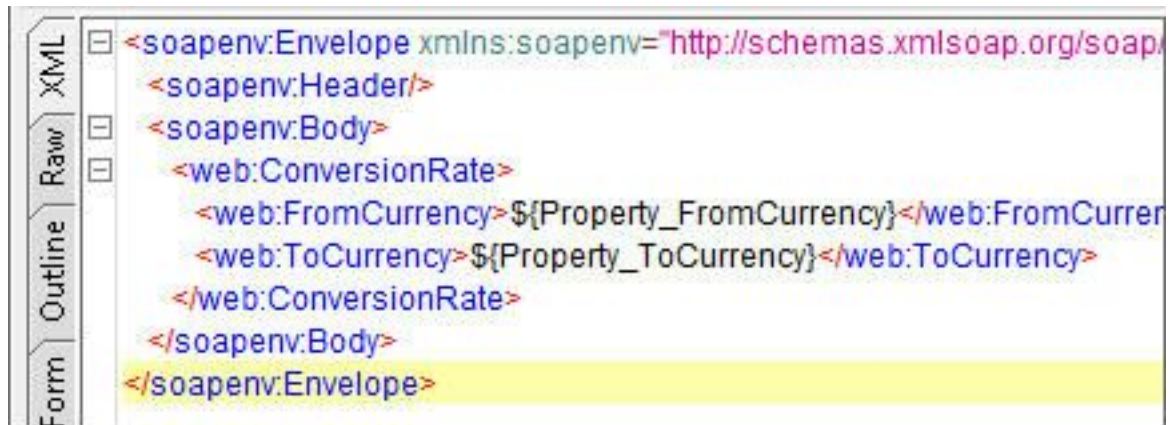 XML
Raw
Outline
Form
<soapenv:Envelope xmlns:soapenv="http://schemas.xmlsoap.org/soap/
<soapenv:Header/>
<soapenv:Body>
<web:ConversionRate>
<web:FromCurrency>${Property_FromCurrency}</web:FromCurren
<web:ToCurrency>${Property_ToCurrency}</web:ToCurrency>
</web:ConversionRate>
</soapenv:Body>
</soapenv:Envelope>